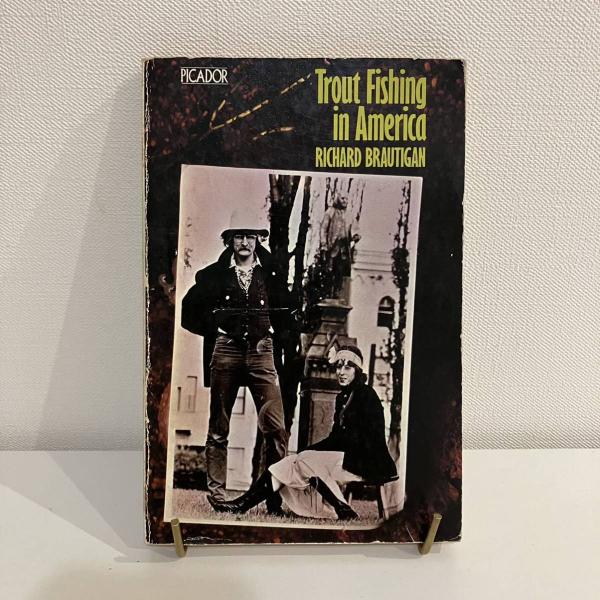 PICADOR
Trout Fishing
in America
RICHARD BRAUTIGAN